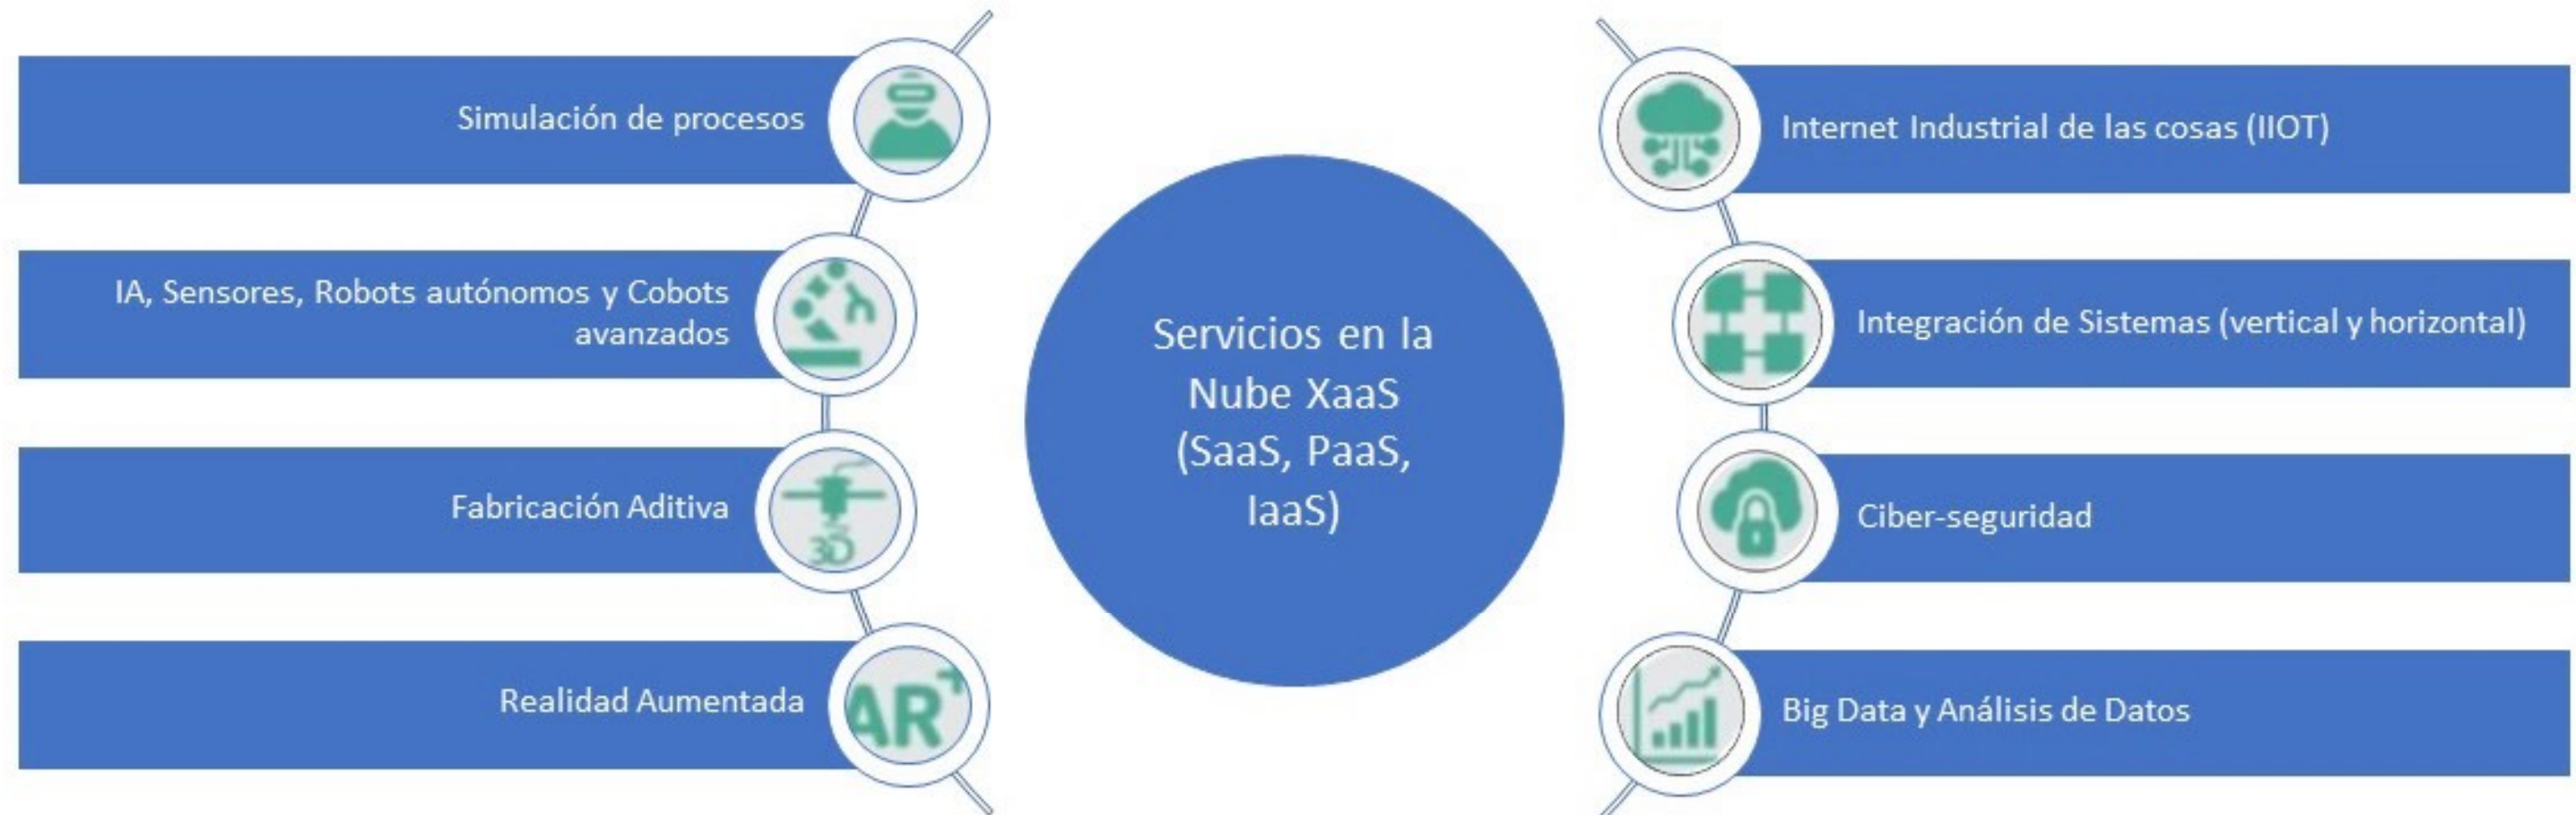 Simulación de procesos
IA, Sensores, Robots autónomos y Cobots
avanzados
Fabricación Aditiva
3D
Realidad Aumentada
AR+
Servicios en la
Nube XaaS
(SaaS, PaaS,
IaaS)
Internet Industrial de las cosas (IIOT)
Integración de Sistemas (vertical y horizontal)
Ciber-seguridad
Big Data y Análisis de Datos